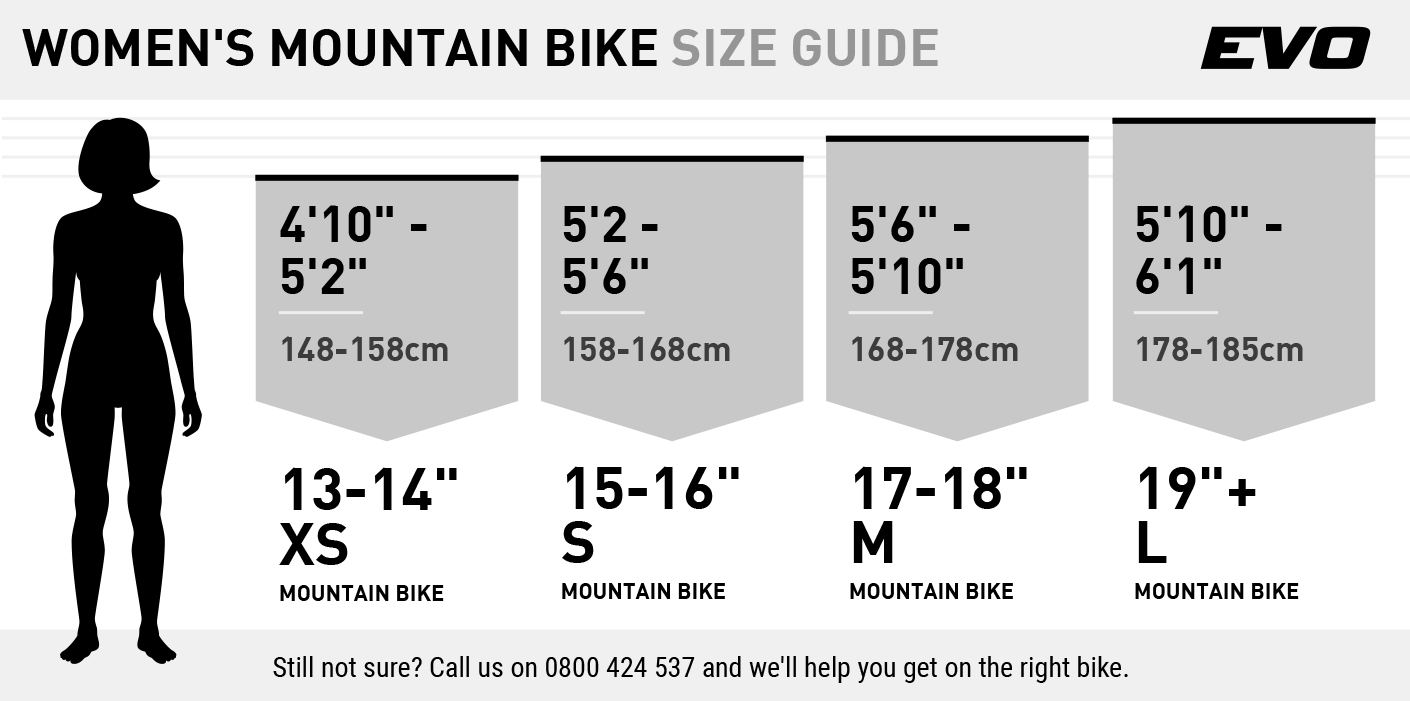 WOMEN'S MOUNTAIN BIKE SIZE GUIDE
EVO
4'10" -
5'2"
148-158cm
13-14"
XS
MOUNTAIN BIKE
5'2 -
5'6"
158-168cm
15-16"
S
MOUNTAIN BIKE
5'6" -
5'10"
168-178cm
17-18"
M
MOUNTAIN BIKE
5'10" -
6'1"
178-185cm
19"+
L
MOUNTAIN BIKE
Still not sure? Call us on 0800 424 537 and we'll help you get on the right bike.